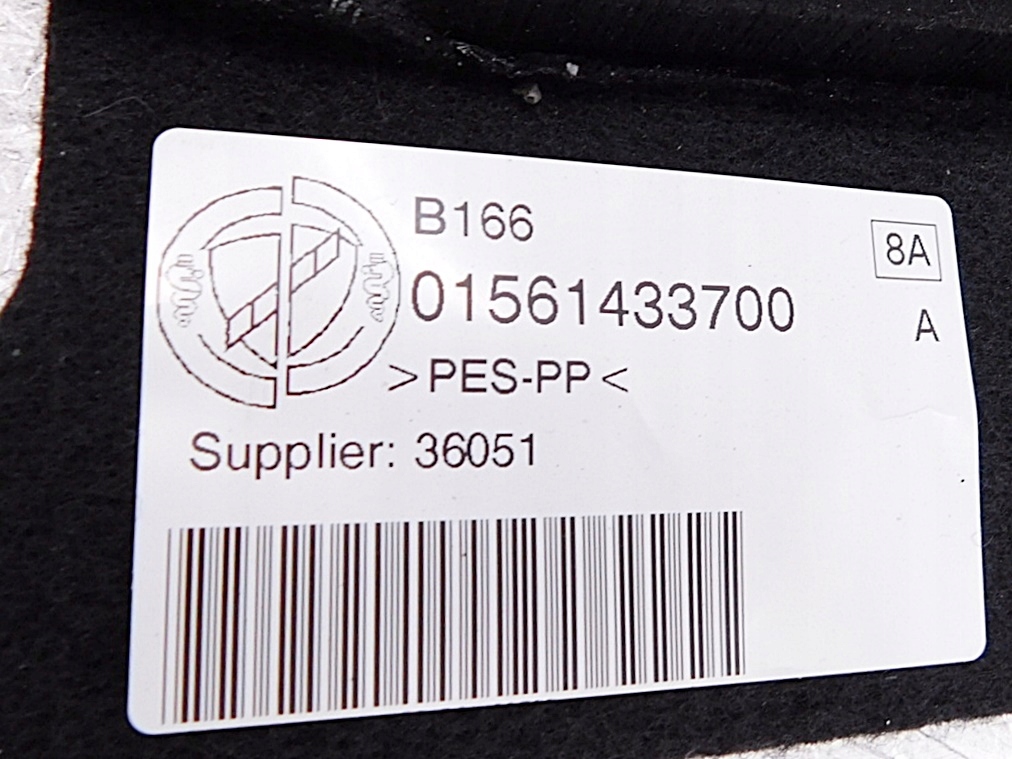 B166
8A
01561433700
A
>PES-PP<
Supplier: 36051